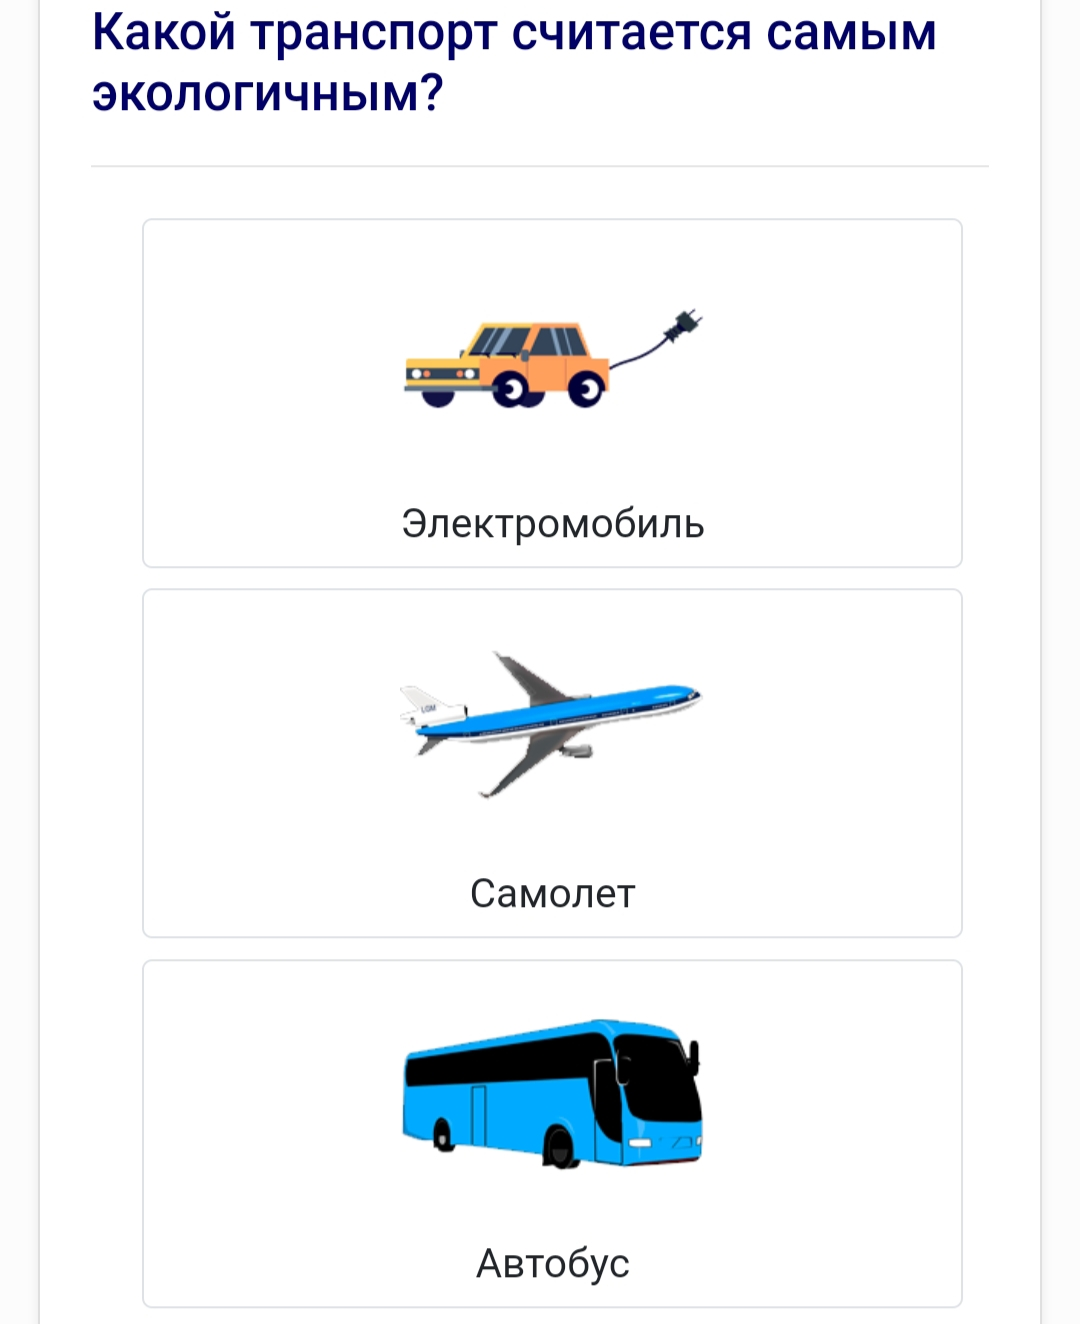 Какой транспорт считается самым
экологичным?
Электромобиль
Самолет
Автобус